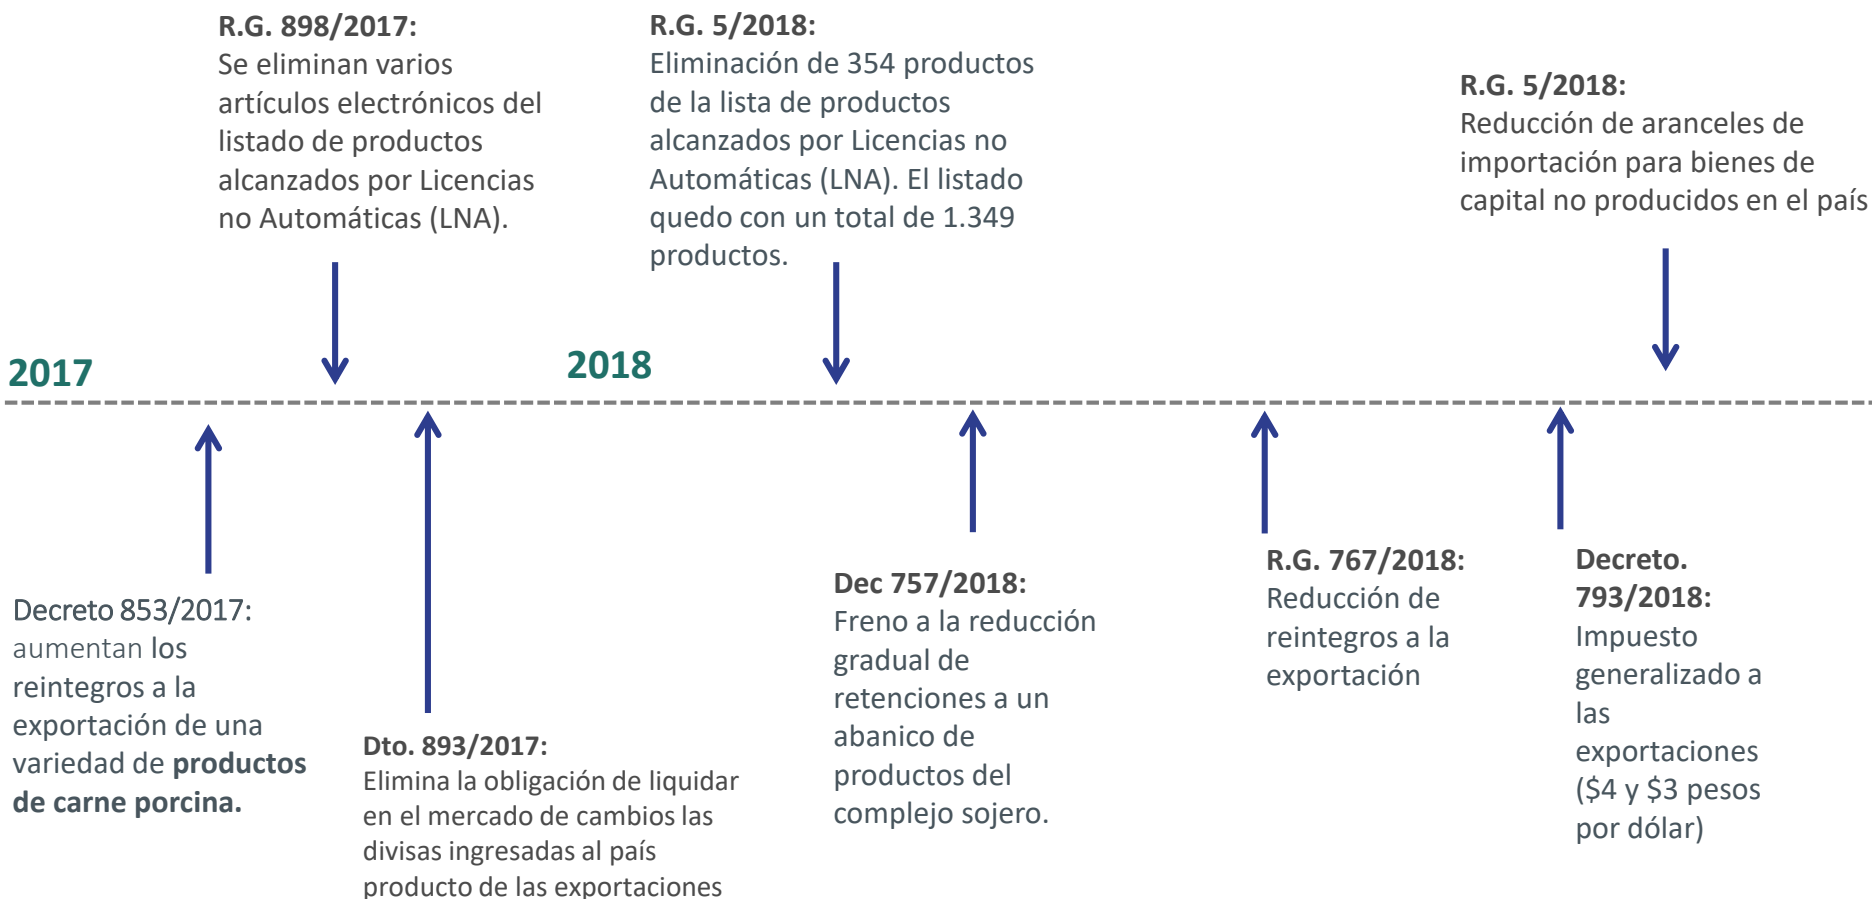 R.G. 898/2017:
Se eliminan varios
artículos electrónicos del
listado de productos
alcanzados por Licencias
no Automáticas (LNA).
R.G. 5/2018:
Eliminación de 354 productos
de la lista de productos
alcanzados por Licencias no
Automáticas (LNA). El listado
quedo con un total de 1.349
productos.
R.G. 5/2018:
Reducción de aranceles de
importación para bienes de
capital no producidos en el país
2017
2018
Decreto 853/2017:
aumentan los
reintegros a la
exportación de una
variedad de productos
de carne porcina.
Dto. 893/2017:
Elimina la obligación de liquidar
en el mercado de cambios las
divisas ingresadas al país
producto de las exportaciones
Dec 757/2018:
Freno a la reducción
gradual de
retenciones a un
abanico de
productos del
complejo sojero.
R.G. 767/2018:
Reducción de
reintegros a la
exportación
Decreto.
793/2018:
Impuesto
generalizado a
las
exportaciones
($4 y $3 pesos
por dólar)